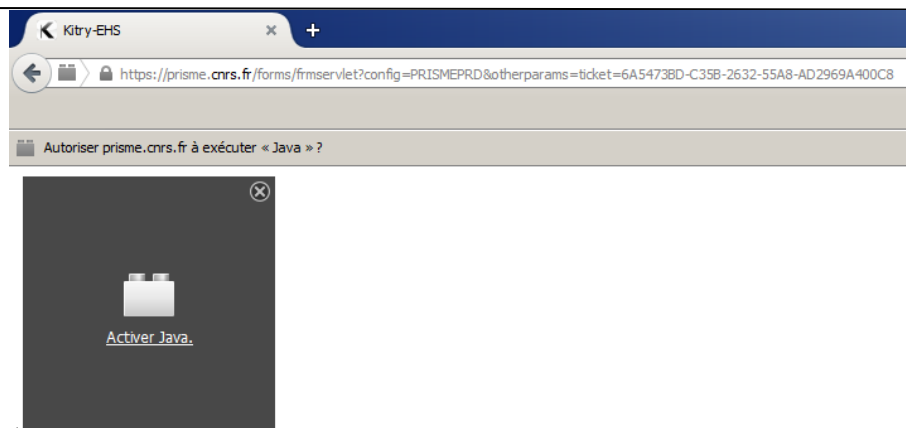 Kitry-EHS
https://prisme.cnrs.fr/forms/frmservlet?config=PRISMEPRD&otherparams=ticket=6A5473BD-C35B-2632-55A8-AD2969A400C8
Autoriser prisme.cnrs.fr à exécuter « Java » ?
Activer Java.